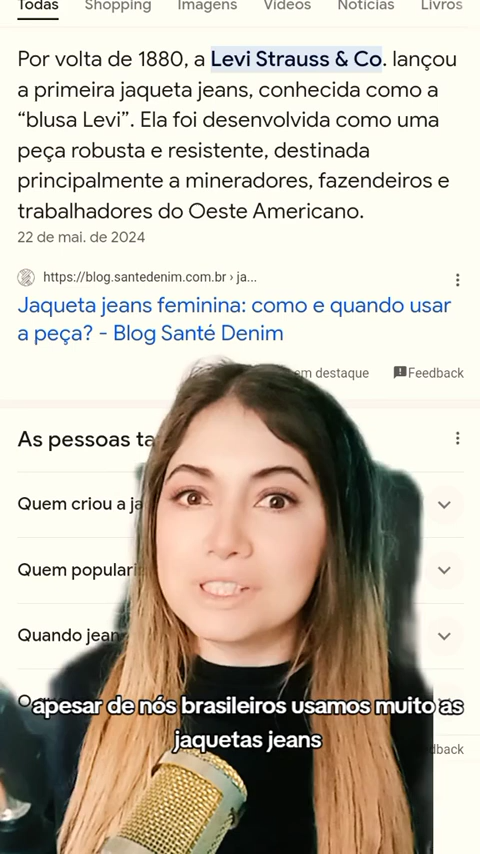 Todas Shopping Imagens Vídeos Notícias Livros
Por volta de 1880, a Levi Strauss & Co. lançou
a primeira jaqueta jeans, conhecida como a
“blusa Levi”. Ela foi desenvolvida como uma
peça robusta e resistente, destinada
principalmente a mineradores, fazendeiros e
trabalhadores do Oeste Americano.
22 de mai. de 2024
https://blog.santedenim.com.br › ja...
Jaqueta jeans feminina: como e quando usar
a peça? - Blog Santé Denim
em destaque Feedback
As pessoas ta
Quem criou a ja
Quem populari
Quando jean
apesar de nós brasileiros usamos muito as
jaquetas jeans
dback